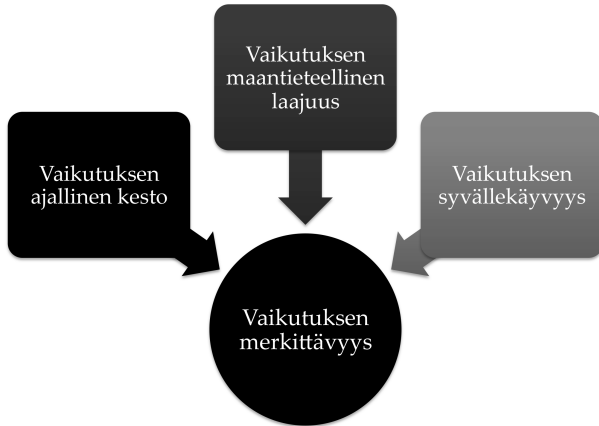 Vaikutuksen
maantieteellinen
laajuus
Vaikutuksen
ajallinen kesto
Vaikutuksen
syvällekäyvyys
Vaikutuksen
merkittävyys